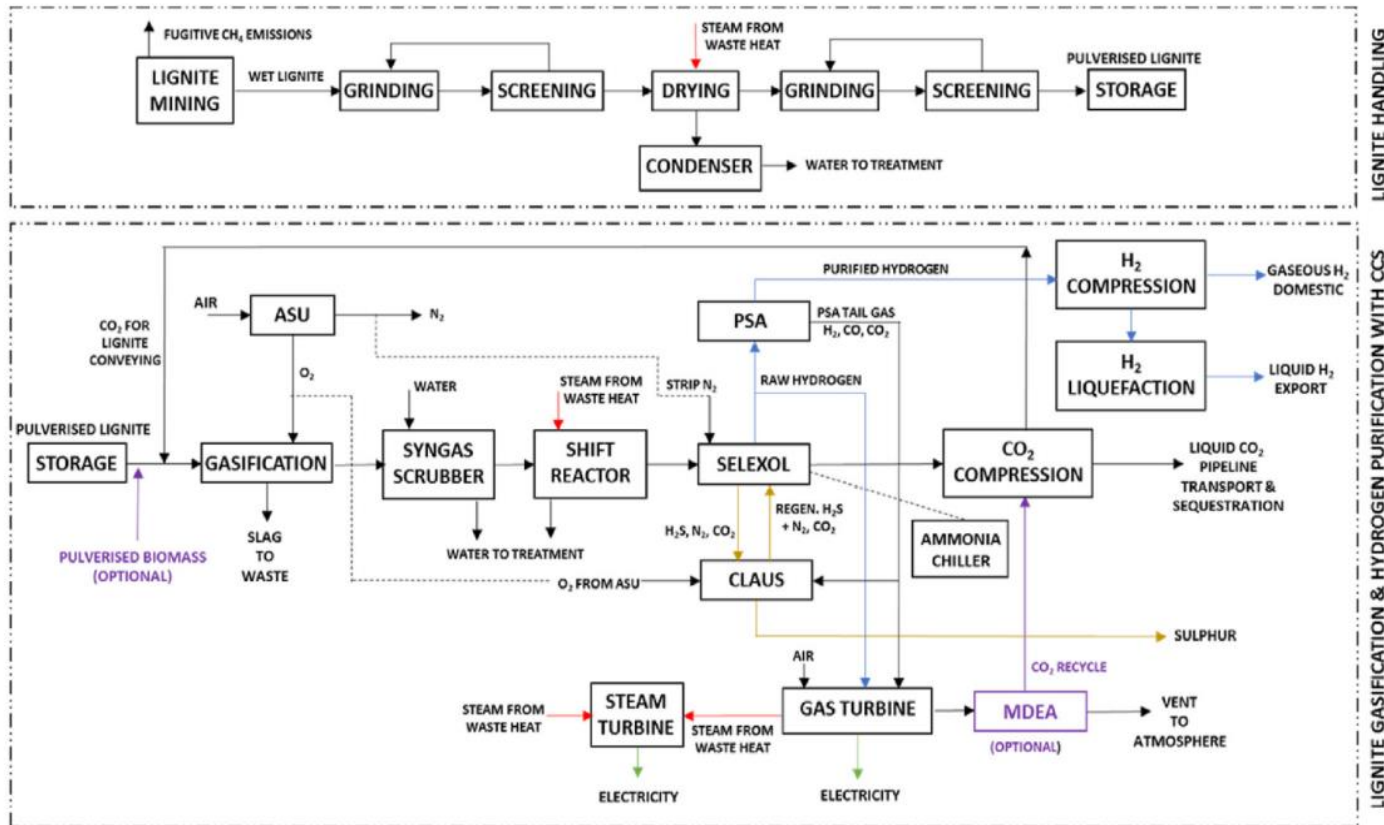 FUGITIVE CH₄ EMISSIONS
STEAM FROM
WASTE HEAT
LIGNITE
MINING
WET LIGNITE
GRINDING
SCREENING
DRYING
GRINDING
SCREENING
PULVERISED LIGNITE
STORAGE
CONDENSER
WATER TO TREATMENT
LIGNITE HANDLING
PURIFIED HYDROGEN
H₂
COMPRESSION
GASEOUS H₂
DOMESTIC
AIR
ASU
N₂
CO₂ FOR
LIGNITE
CONVEYING
O₂
PSA
PSA TAIL GAS
H₂, CO, CO₂
H₂
LIQUEFACTION
LIQUID H₂
EXPORT
WATER
STEAM FROM
WASTE HEAT
STRIP N₂
RAW HYDROGEN
PULVERISED LIGNITE
STORAGE
GASIFICATION
SYNGAS
SCRUBBER
SHIFT
REACTOR
SELEXOL
CO₂
COMPRESSION
LIQUID CO₂
PIPELINE
TRANSPORT &
SEQUESTRATION
PULVERISED BIOMASS
(OPTIONAL)
SLAG
TO
WASTE
WATER TO TREATMENT
H₂S, N₂, CO₂
REGEN. H₂S
+ N₂, CO₂
AMMONIA
CHILLER
O₂ FROM ASU
CLAUS
SULPHUR
AIR
CO₂ RECYCLE
STEAM FROM
WASTE HEAT
STEAM
TURBINE
STEAM FROM
WASTE HEAT
GAS TURBINE
MDEA
(OPTIONAL)
VENT
TO
ATMOSPHERE
ELECTRICITY
ELECTRICITY
LIGNITE GASIFICATION & HYDROGEN PURIFICATION WITH CCS